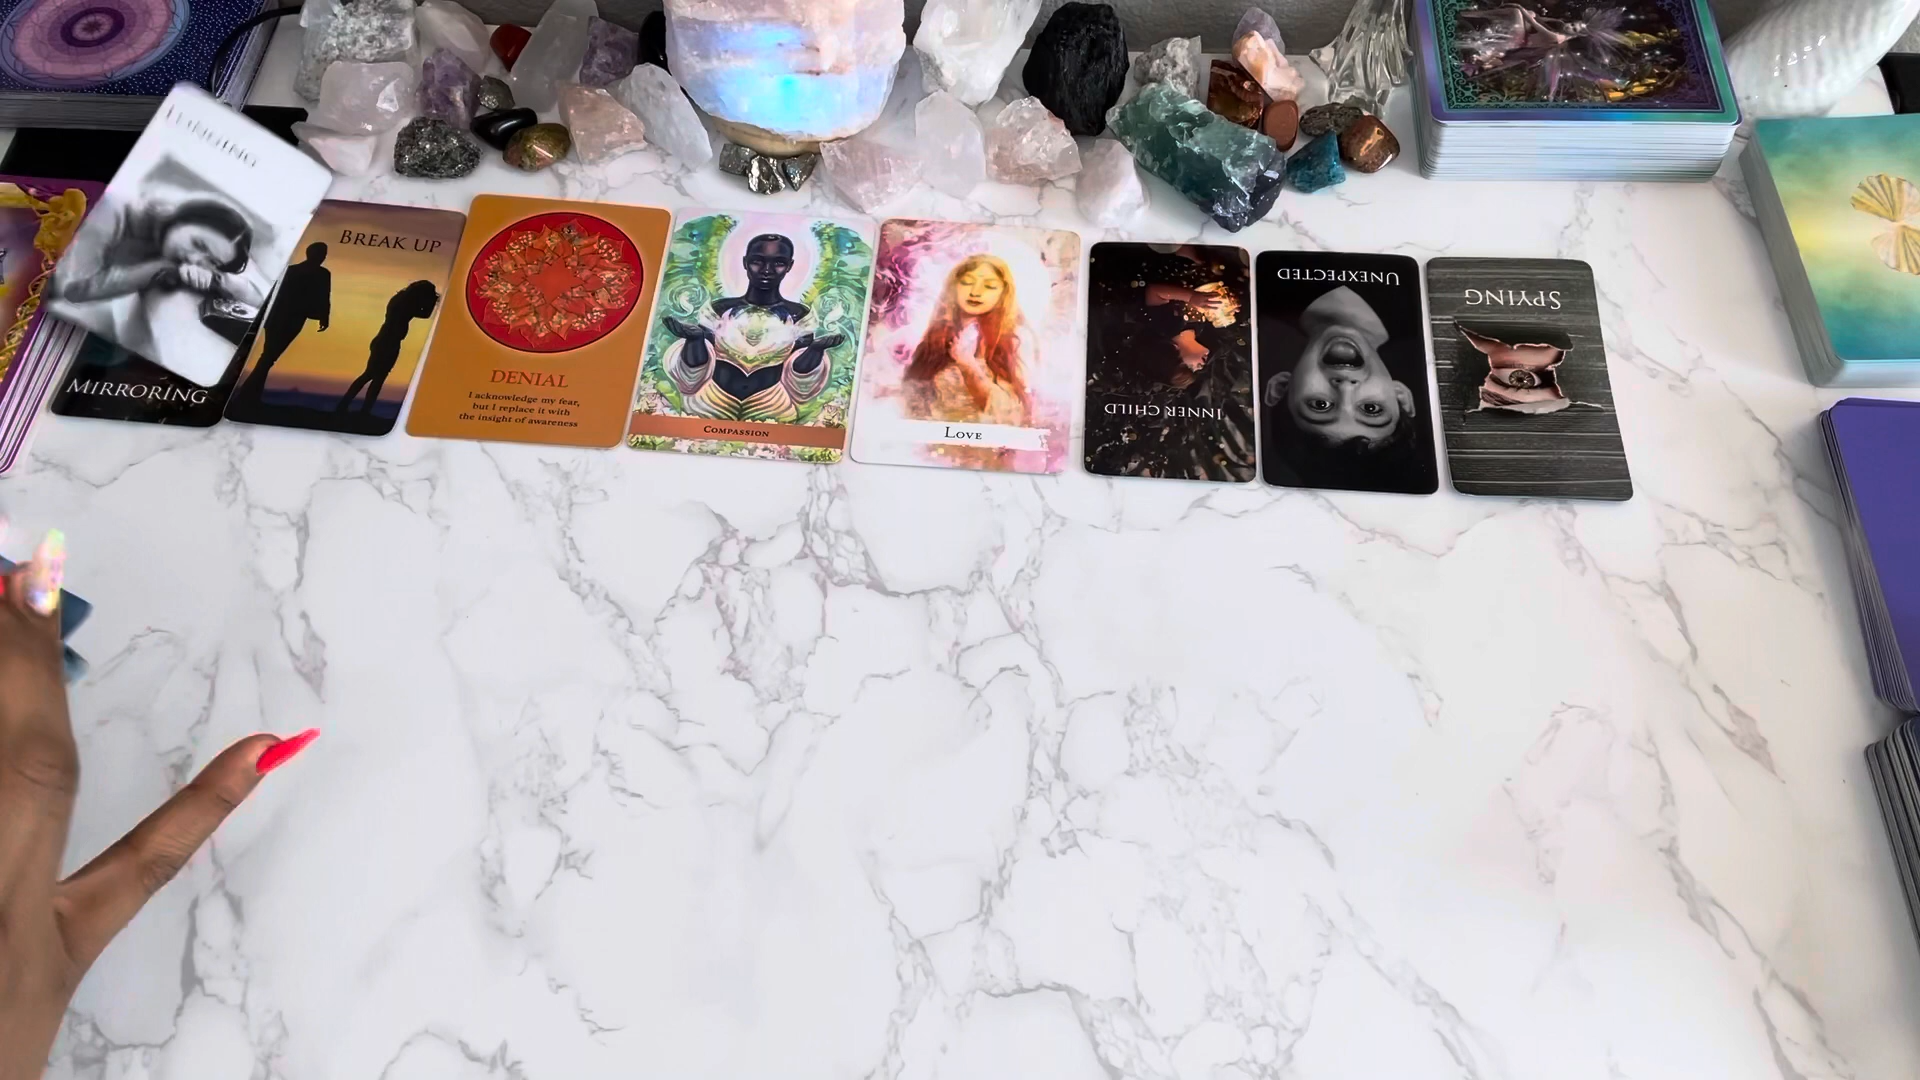 MIRRORING
BREAK UP
DENIAL
I acknowledge my fear,
but I replace it with
the insight of awareness
COMPASSION
LOVE
INNER CHILD
UNEXPECTED
SPYING